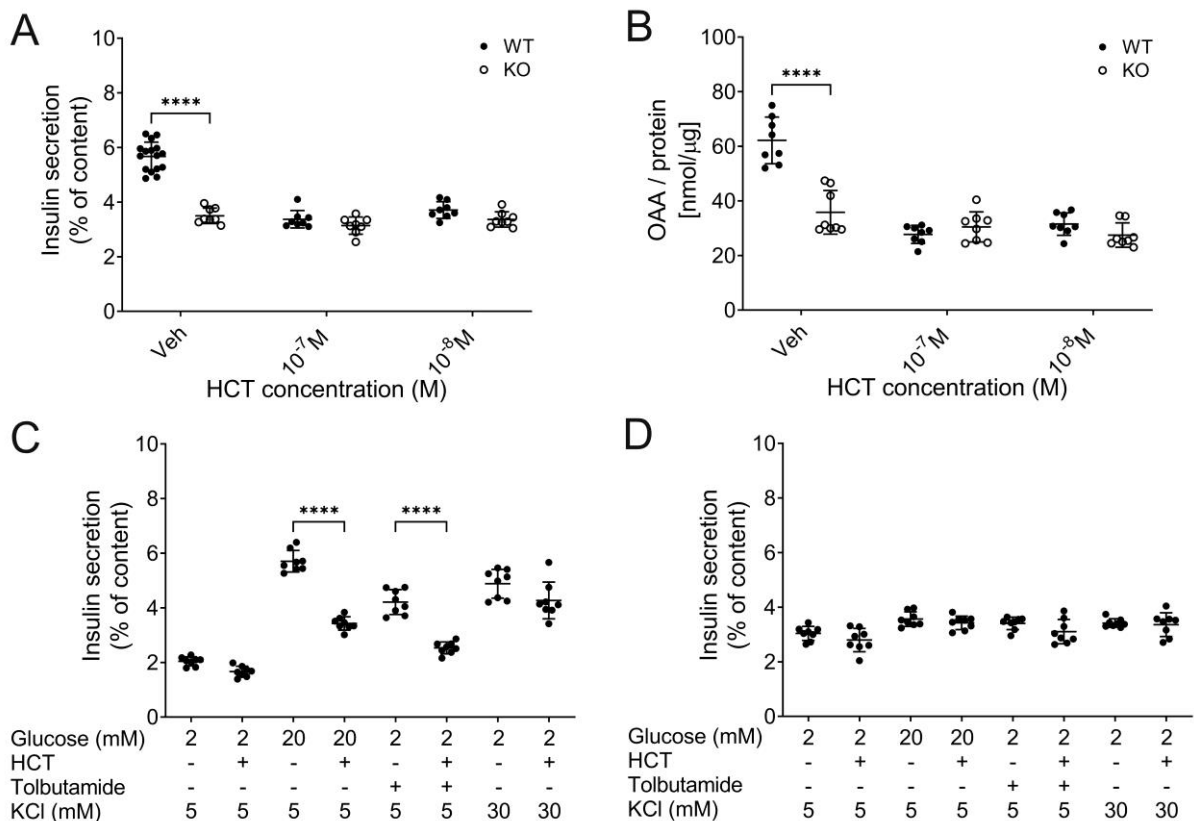 A
Insulin secretion
(% of content)
10
8
6
4
2
0
WT
KO
****
Veh
10⁻⁷M
10⁻⁸M
HCT concentration (M)
B
OAA / protein
[nmol/µg]
100
80
60
40
20
0
WT
KO
****
Veh
10⁻⁷M
10⁻⁸M
HCT concentration (M)
C
Insulin secretion
(% of content)
10
8
6
4
2
0
****
****
Glucose (mM) 2 2 20 20 2 2 2 2
HCT - + - + - + - +
Tolbutamide - - - - + + - -
KCl (mM) 5 5 5 5 5 5 30 30
D
Insulin secretion
(% of content)
10
8
6
4
2
0
Glucose (mM) 2 2 20 20 2 2 2 2
HCT - + - + - + - +
Tolbutamide - - - - + + - -
KCl (mM) 5 5 5 5 5 5 30 30